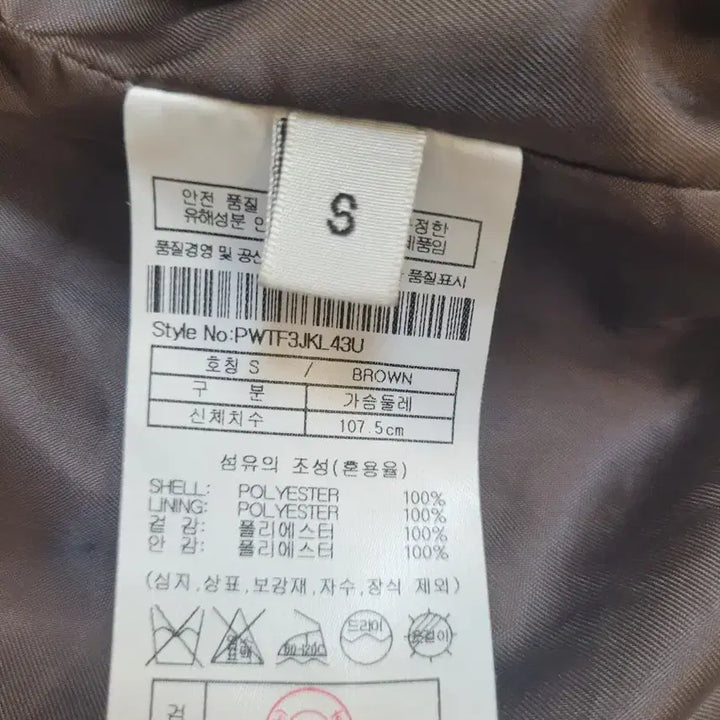 S
안전 품질
유해성분 안
정한
제품임
품질경영 및 공산
품질표시
Style No:PWTF3JKL43U
호칭 S / BROWN
구 분 가슴둘레
신체치수 107.5cm
섬유의 조성(혼용율)
SHELL: POLYESTER 100%
LINING: POLYESTER 100%
겉 감: 폴리에스터 100%
안 감: 폴리에스터 100%
(심지,상표,보강재,자수,장식 제외)
80-120C
드라이
검